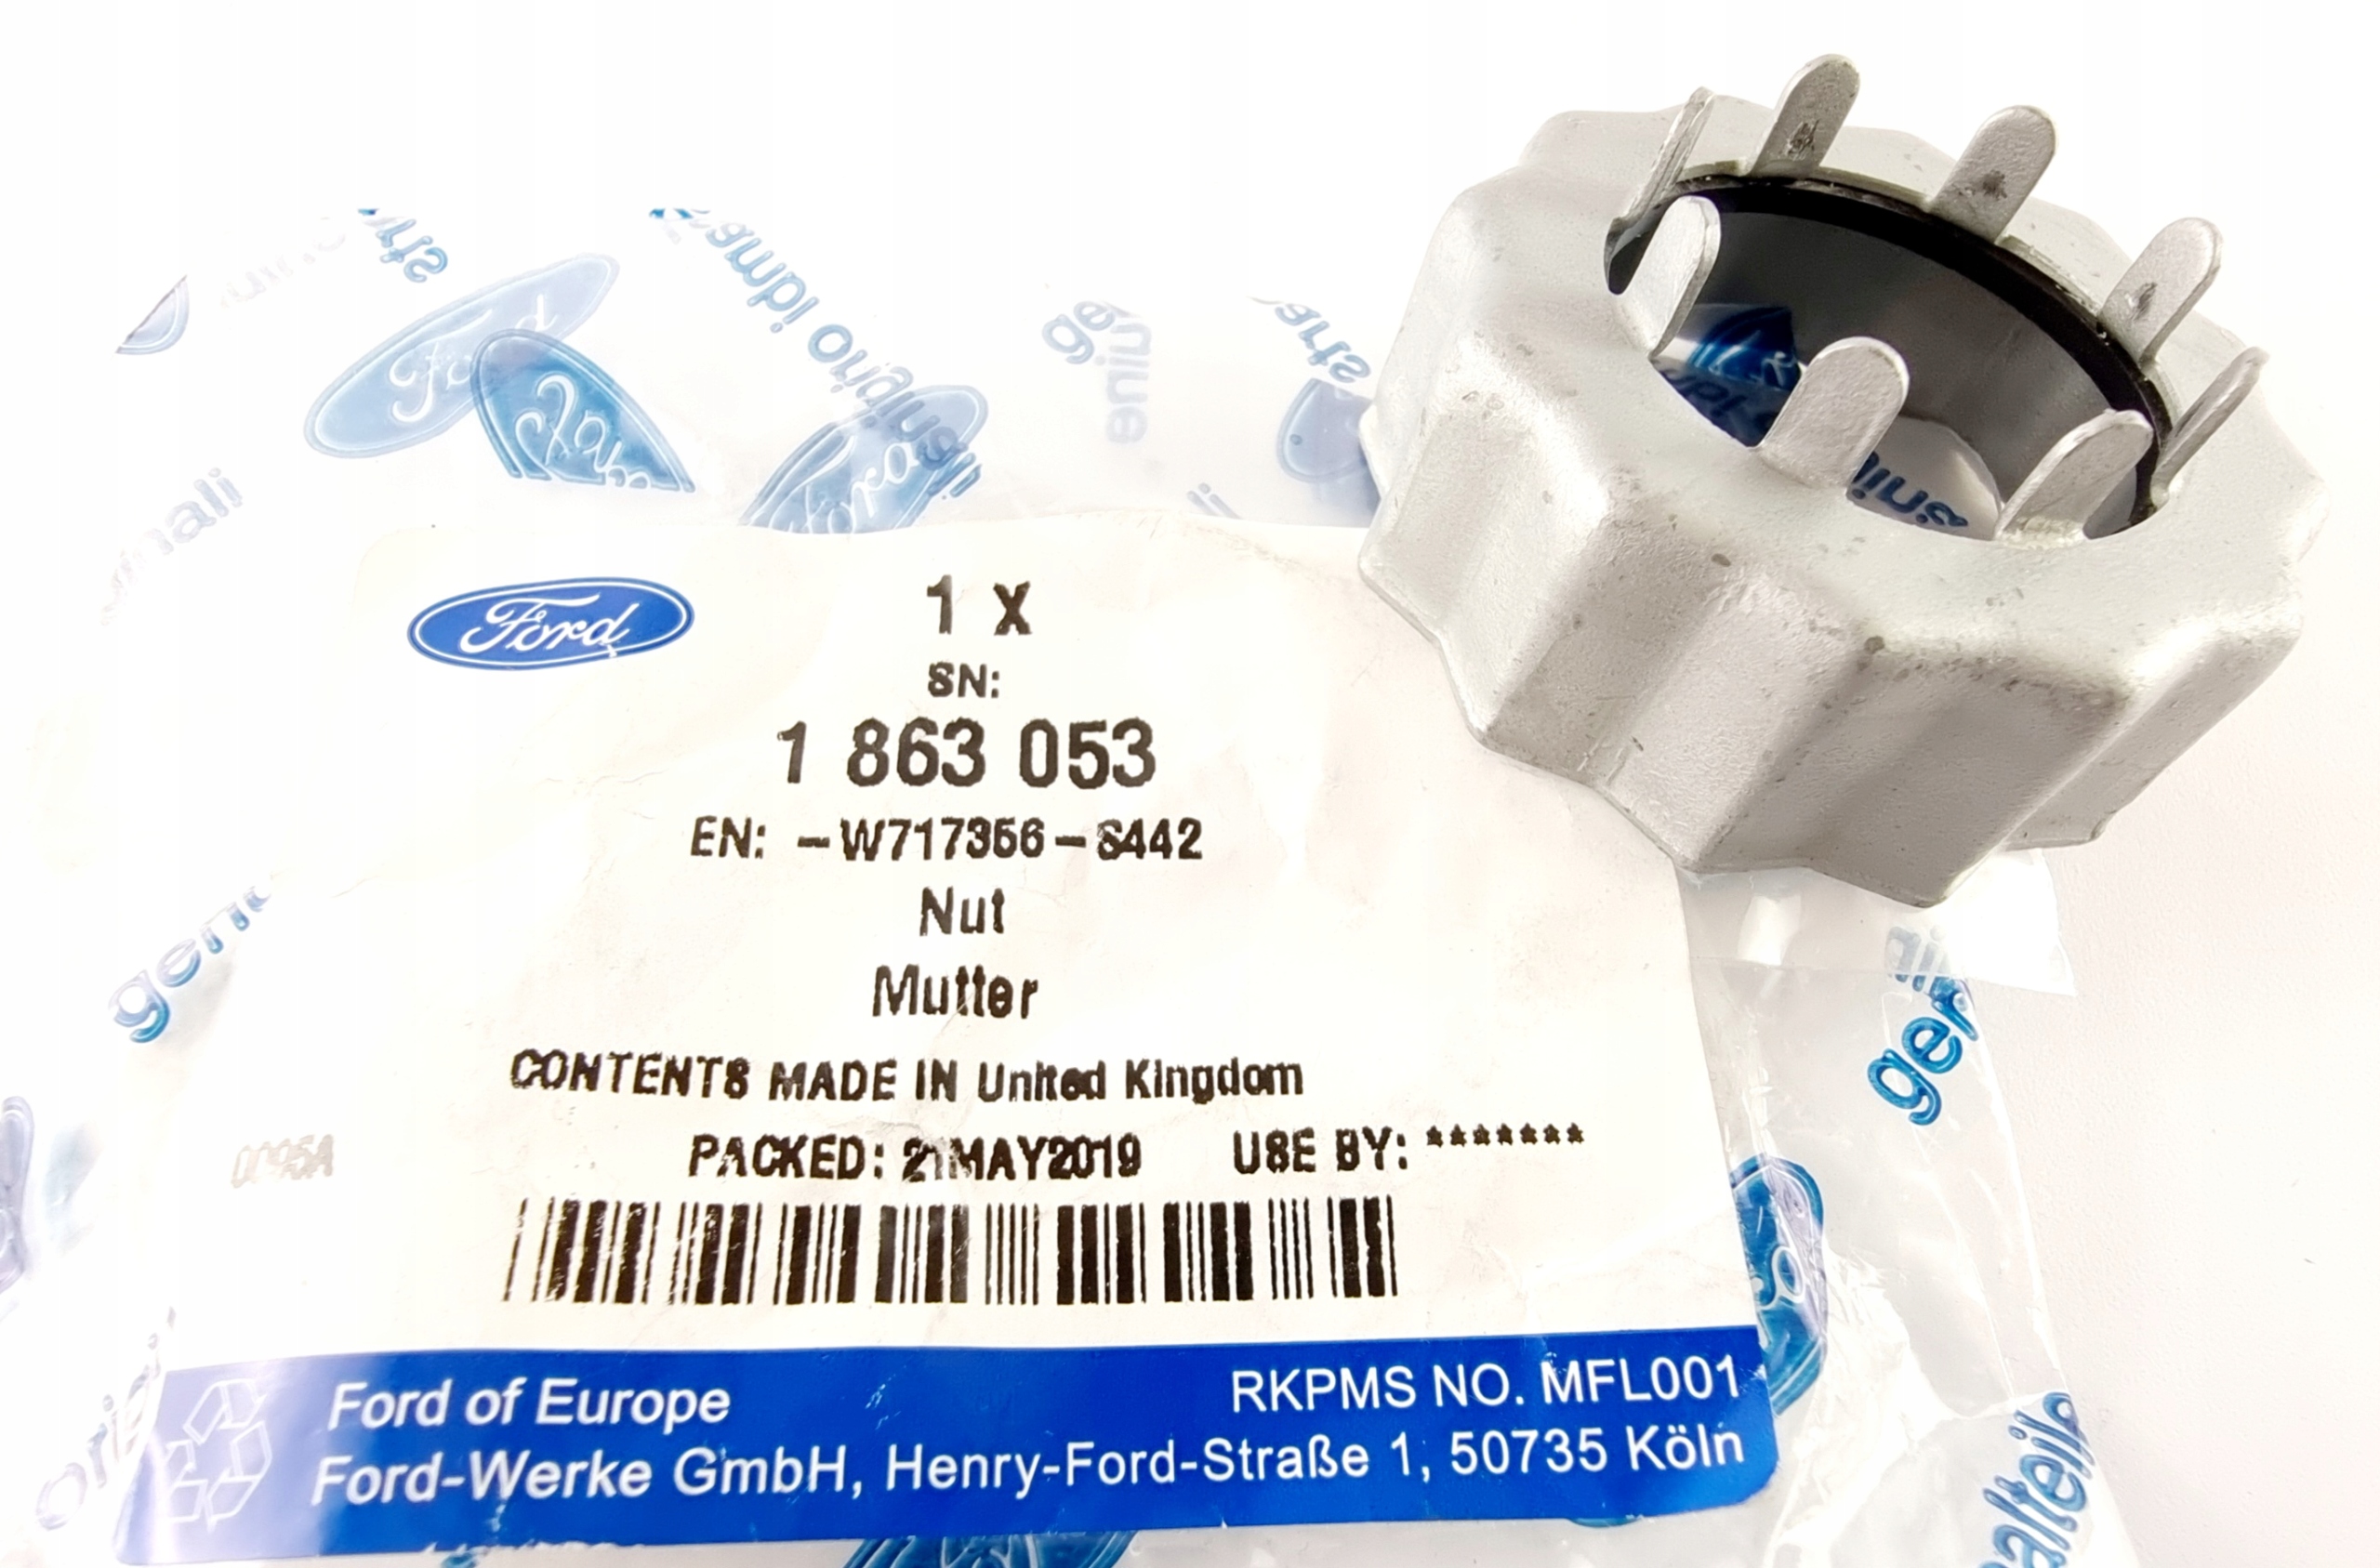 Ford
1 X
SN:
1 863 053
EN: -W717356-S442
Nut
Mutter
CONTENTS MADE IN United Kingdom
PACKED: 21MAY2019 USE BY: *******
0095A
Ford of Europe
RKPMS NO. MFL001
Ford-Werke GmbH, Henry-Ford-Straße 1, 50735 Köln